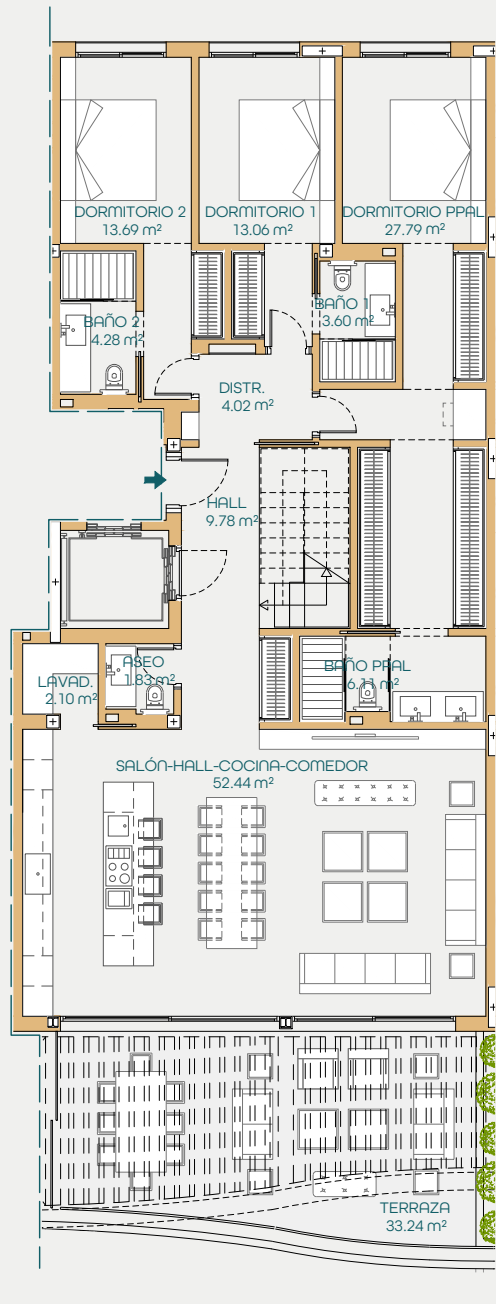 DORMITORIO 2
13.69 m²
DORMITORIO 1
13.06 m²
DORMITORIO PPAL
27.79 m²
BAÑO 2
4.28 m²
BAÑO 1
3.60 m²
DISTR.
4.02 m²
HALL
9.78 m²
ASEO
1.83 m²
LAVAD.
2.10 m²
BAÑO PPAL
6.11 m²
SALÓN-HALL-COCINA-COMEDOR
52.44 m²
TERRAZA
33.24 m²